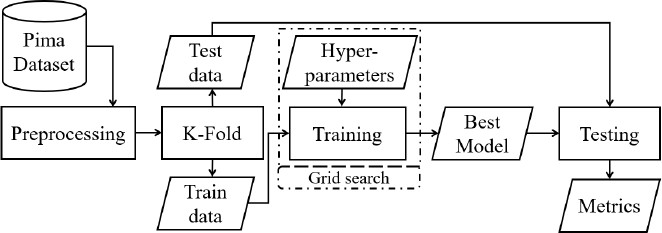 Pima
Dataset
Test
data
Hyper-
parameters
Preprocessing
K-Fold
Training
Best
Model
Testing
Grid search
Train
data
Metrics